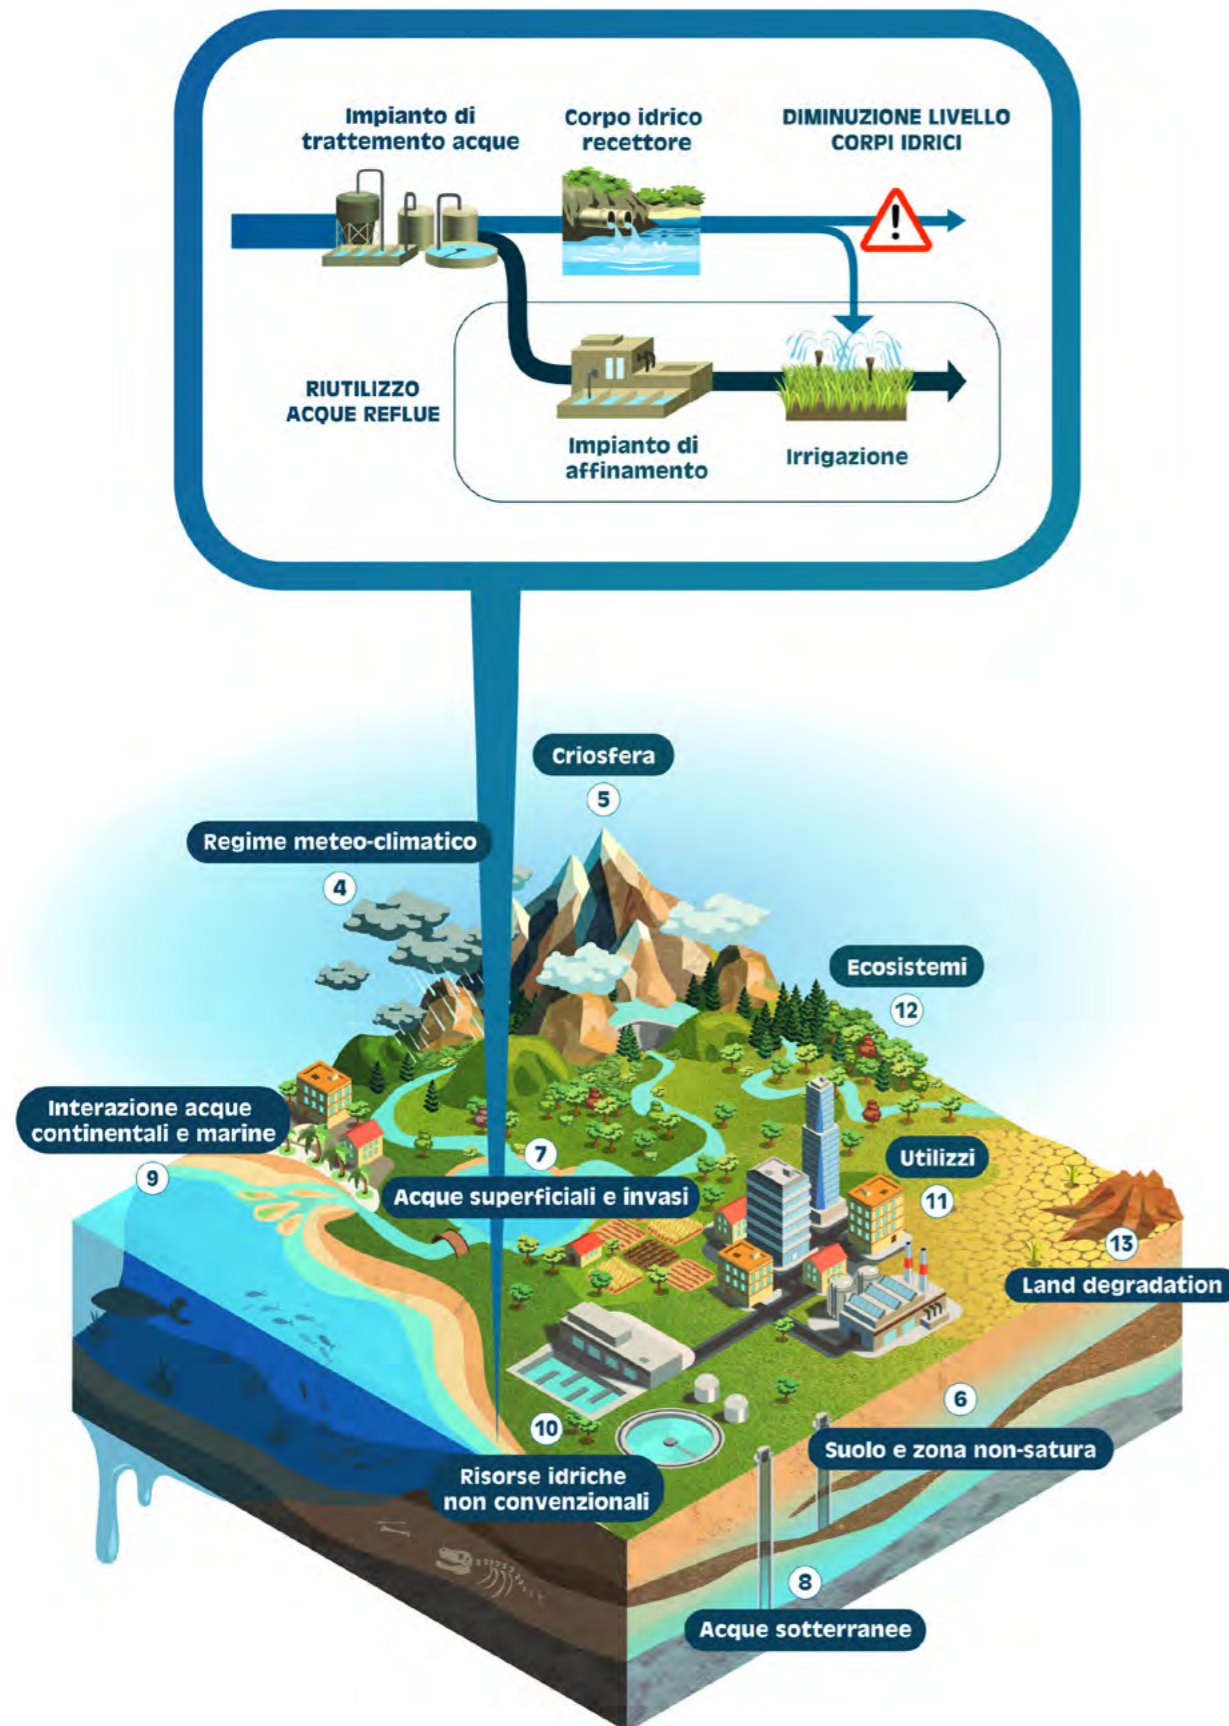 Impianto di
trattemento acque
Corpo idrico
recettore
DIMINUZIONE LIVELLO
CORPI IDRICI
RIUTILIZZO
ACQUE REFLUE
Impianto di
affinamento
Irrigazione
Criosfera
5
Regime meteo-climatico
4
Ecosistemi
12
Interazione acque
continentali e marine
9
7
Acque superficiali e invasi
Utilizzi
11
13
Land degradation
6
Suolo e zona non-satura
10
Risorse idriche
non convenzionali
8
Acque sotterranee